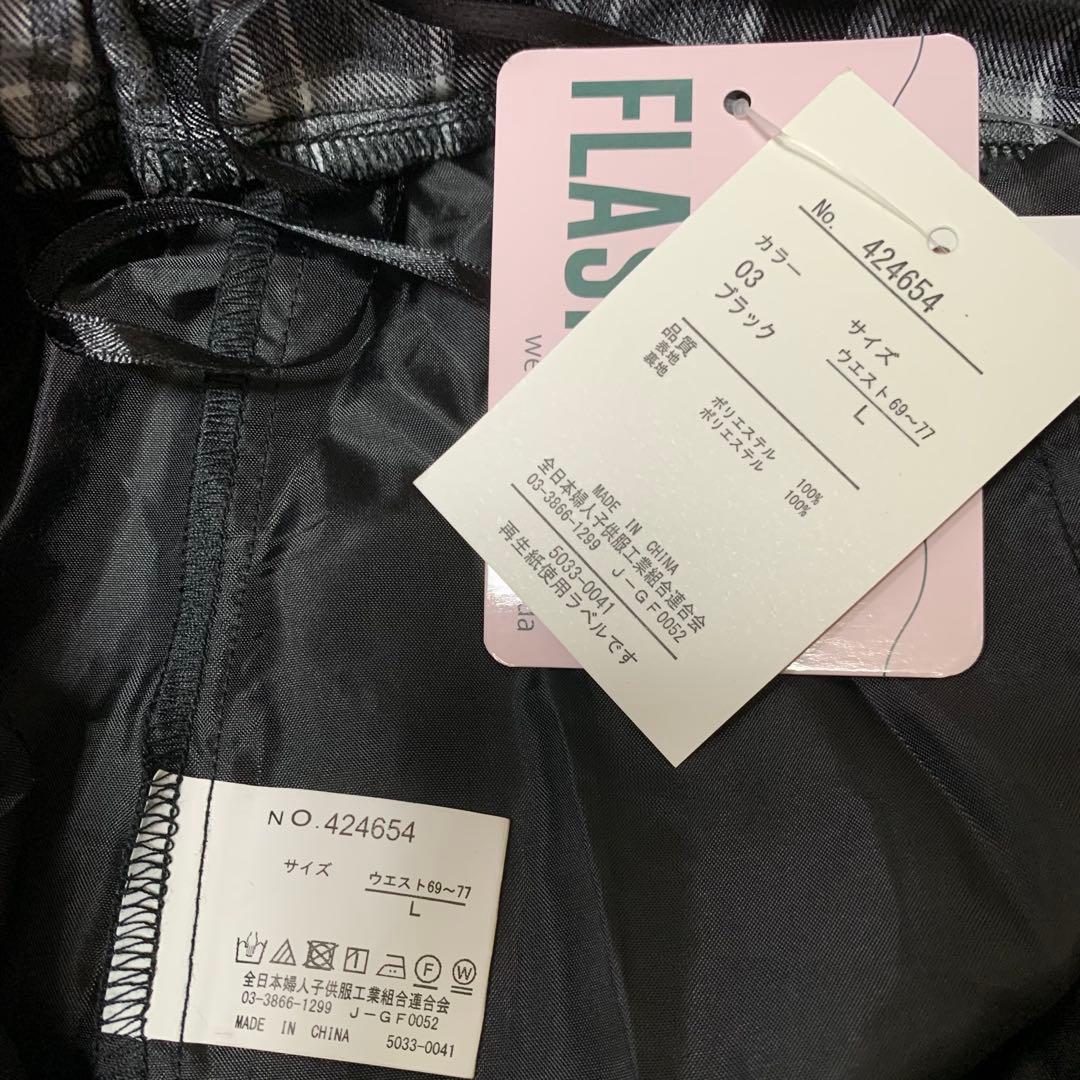 FLAS
we
da
No. 424654
カラー サイズ
03 ウエスト69～77
ブラック L
品質
表地 ポリエステル 100%
裏地 ポリエステル 100%
MADE IN CHINA
全日本婦人子供服工業組合連合会
03-3866-1299 J-GF0052
5033-0041
再生紙使用ラベルです
NO.424654
サイズ ウエスト69～77
L
F W
全日本婦人子供服工業組合連合会
03-3866-1299 J-GF0052
MADE IN CHINA 5033-0041